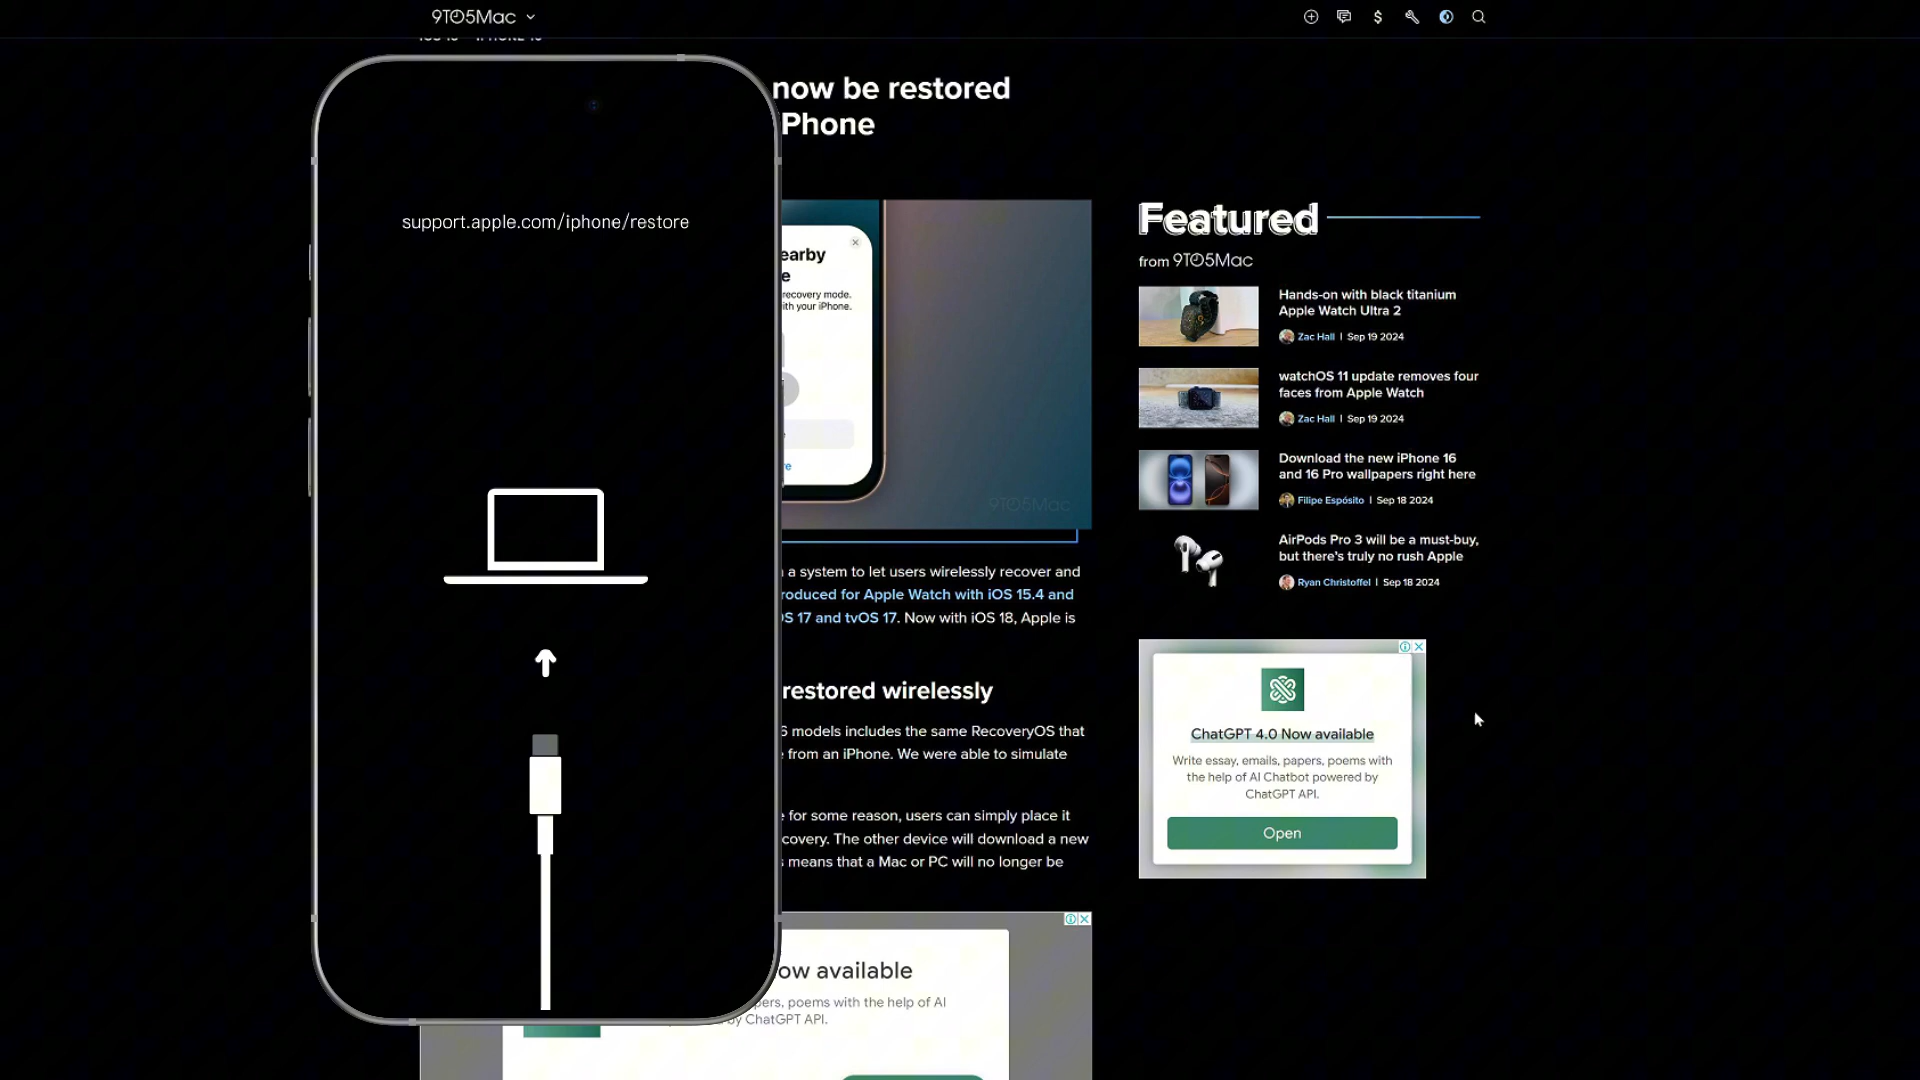 9TO5Mac
now be restored
iPhone
support.apple.com/iphone/restore
earby
e
recovery mode.
ith your iPhone.
re
9TO5Mac
a system to let users wirelessly recover and
roduced for Apple Watch with iOS 15.4 and
OS 17 and tvOS 17. Now with iOS 18, Apple is
restored wirelessly
6 models includes the same RecoveryOS that
e from an iPhone. We were able to simulate
e for some reason, users can simply place it
covery. The other device will download a new
s means that a Mac or PC will no longer be
ow available
pers, poems with the help of AI
by ChatGPT API.
Featured
from 9TO5Mac
Hands-on with black titanium
Apple Watch Ultra 2
Zac Hall | Sep 19 2024
watchOS 11 update removes four
faces from Apple Watch
Zac Hall | Sep 19 2024
Download the new iPhone 16
and 16 Pro wallpapers right here
Filipe Espósito | Sep 18 2024
AirPods Pro 3 will be a must-buy,
but there's truly no rush Apple
Ryan Christoffel | Sep 18 2024
ChatGPT 4.0 Now available
Write essay, emails, papers, poems with
the help of AI Chatbot powered by
ChatGPT API.
Open